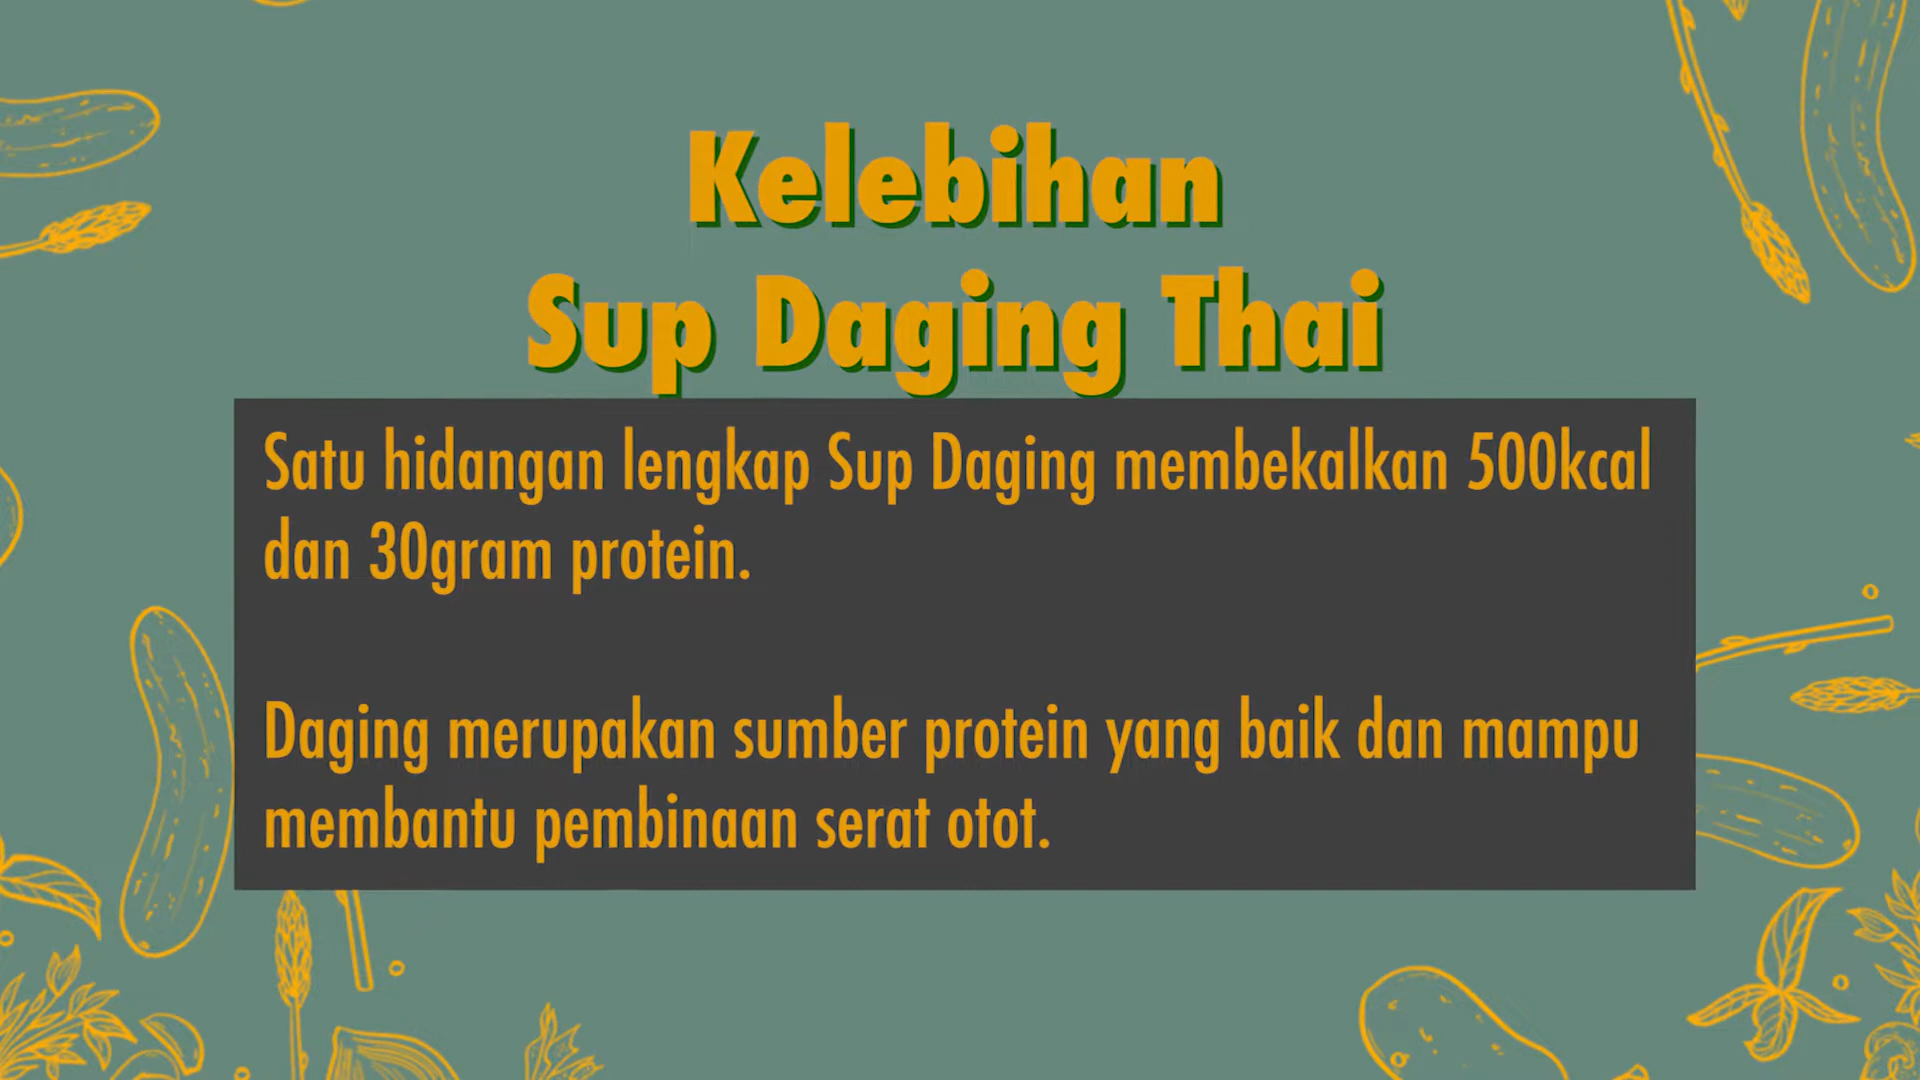 Kelebihan
Sup Daging Thai
Satu hidangan lengkap Sup Daging membekalkan 500kcal
dan 30gram protein.
Daging merupakan sumber protein yang baik dan mampu
membantu pembinaan serat otot.